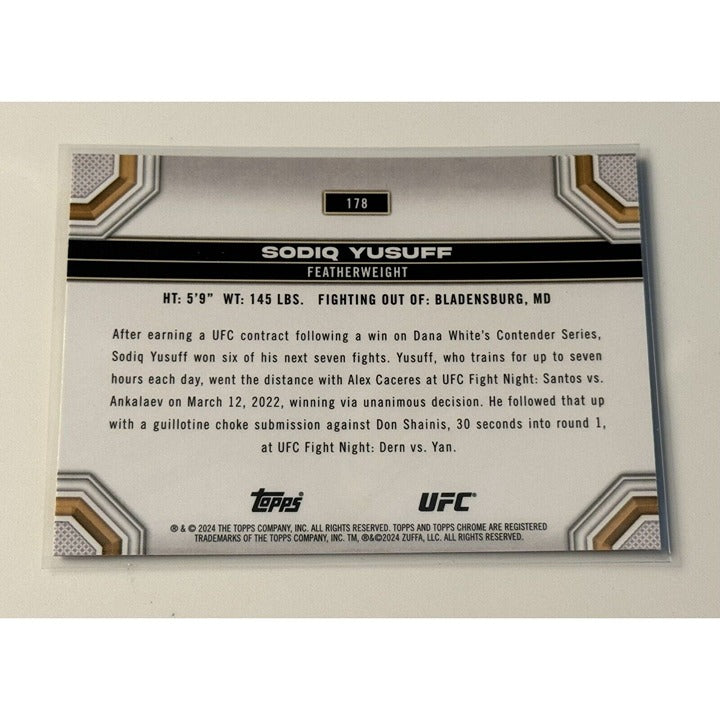 178
SODIQ YUSUFF
FEATHERWEIGHT
HT: 5'9" WT: 145 LBS. FIGHTING OUT OF: BLADENSBURG, MD
After earning a UFC contract following a win on Dana White's Contender Series,
Sodiq Yusuff won six of his next seven fights. Yusuff, who trains for up to seven
hours each day, went the distance with Alex Caceres at UFC Fight Night: Santos vs.
Ankalaev on March 12, 2022, winning via unanimous decision. He followed that up
with a guillotine choke submission against Don Shainis, 30 seconds into round 1,
at UFC Fight Night: Dern vs. Yan.
Topps UFC
® & © 2024 THE TOPPS COMPANY, INC. ALL RIGHTS RESERVED. TOPPS AND TOPPS CHROME ARE REGISTERED
TRADEMARKS OF THE TOPPS COMPANY, INC. TM, ®&©2024 ZUFFA, LLC. ALL RIGHTS RESERVED.